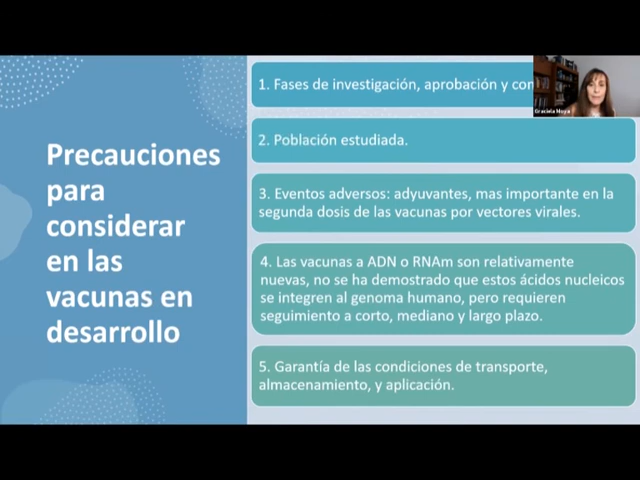 Precauciones
para
considerar
en las
vacunas en
desarrollo
1. Fases de investigación, aprobación y
2. Población estudiada.
3. Eventos adversos: adyuvantes, mas importante en la
segunda dosis de las vacunas por vectores virales.
4. Las vacunas a ADN o RNAm son relativamente
nuevas, no se ha demostrado que estos ácidos nucleicos
se integren al genoma humano, pero requieren
seguimiento a corto, mediano y largo plazo.
5. Garantía de las condiciones de transporte,
almacenamiento, y aplicación.
Graciela Moya